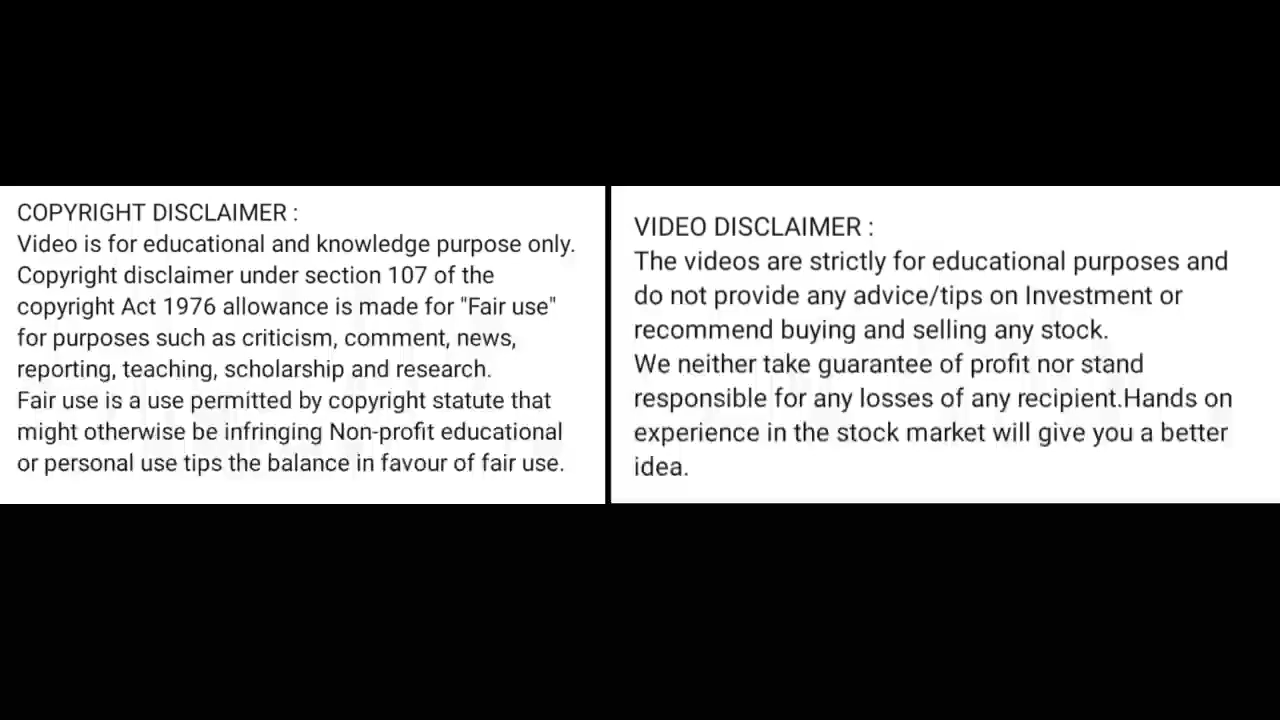 COPYRIGHT DISCLAIMER :
Video is for educational and knowledge purpose only.
Copyright disclaimer under section 107 of the
copyright Act 1976 allowance is made for "Fair use"
for purposes such as criticism, comment, news,
reporting, teaching, scholarship and research.
Fair use is a use permitted by copyright statute that
might otherwise be infringing Non-profit educational
or personal use tips the balance in favour of fair use.
VIDEO DISCLAIMER :
The videos are strictly for educational purposes and
do not provide any advice/tips on Investment or
recommend buying and selling any stock.
We neither take guarantee of profit nor stand
responsible for any losses of any recipient.Hands on
experience in the stock market will give you a better
idea.